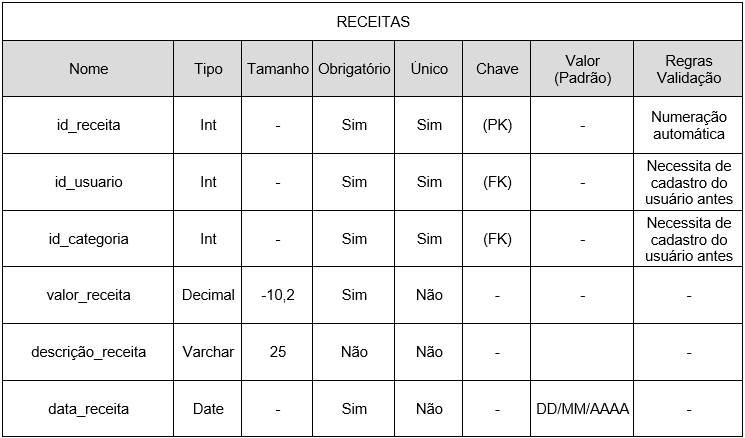 RECEITAS
Nome Tipo Tamanho Obrigatório Único Chave Valor (Padrão) Regras Validação
id_receita Int - Sim Sim (PK) - Numeração automática
id_usuario Int - Sim Sim (FK) - Necessita de cadastro do usuário antes
id_categoria Int - Sim Sim (FK) - Necessita de cadastro do usuário antes
valor_receita Decimal -10,2 Sim Não - - -
descrição_receita Varchar 25 Não Não - -
data_receita Date - Sim Não - DD/MM/AAAA -